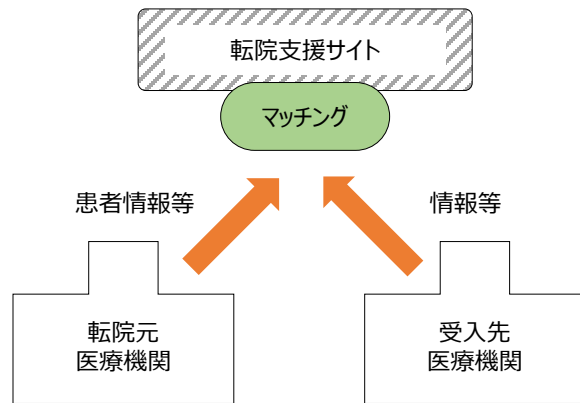 転院支援サイト
マッチング
患者情報等
情報等
転院元
医療機関
受入先
医療機関